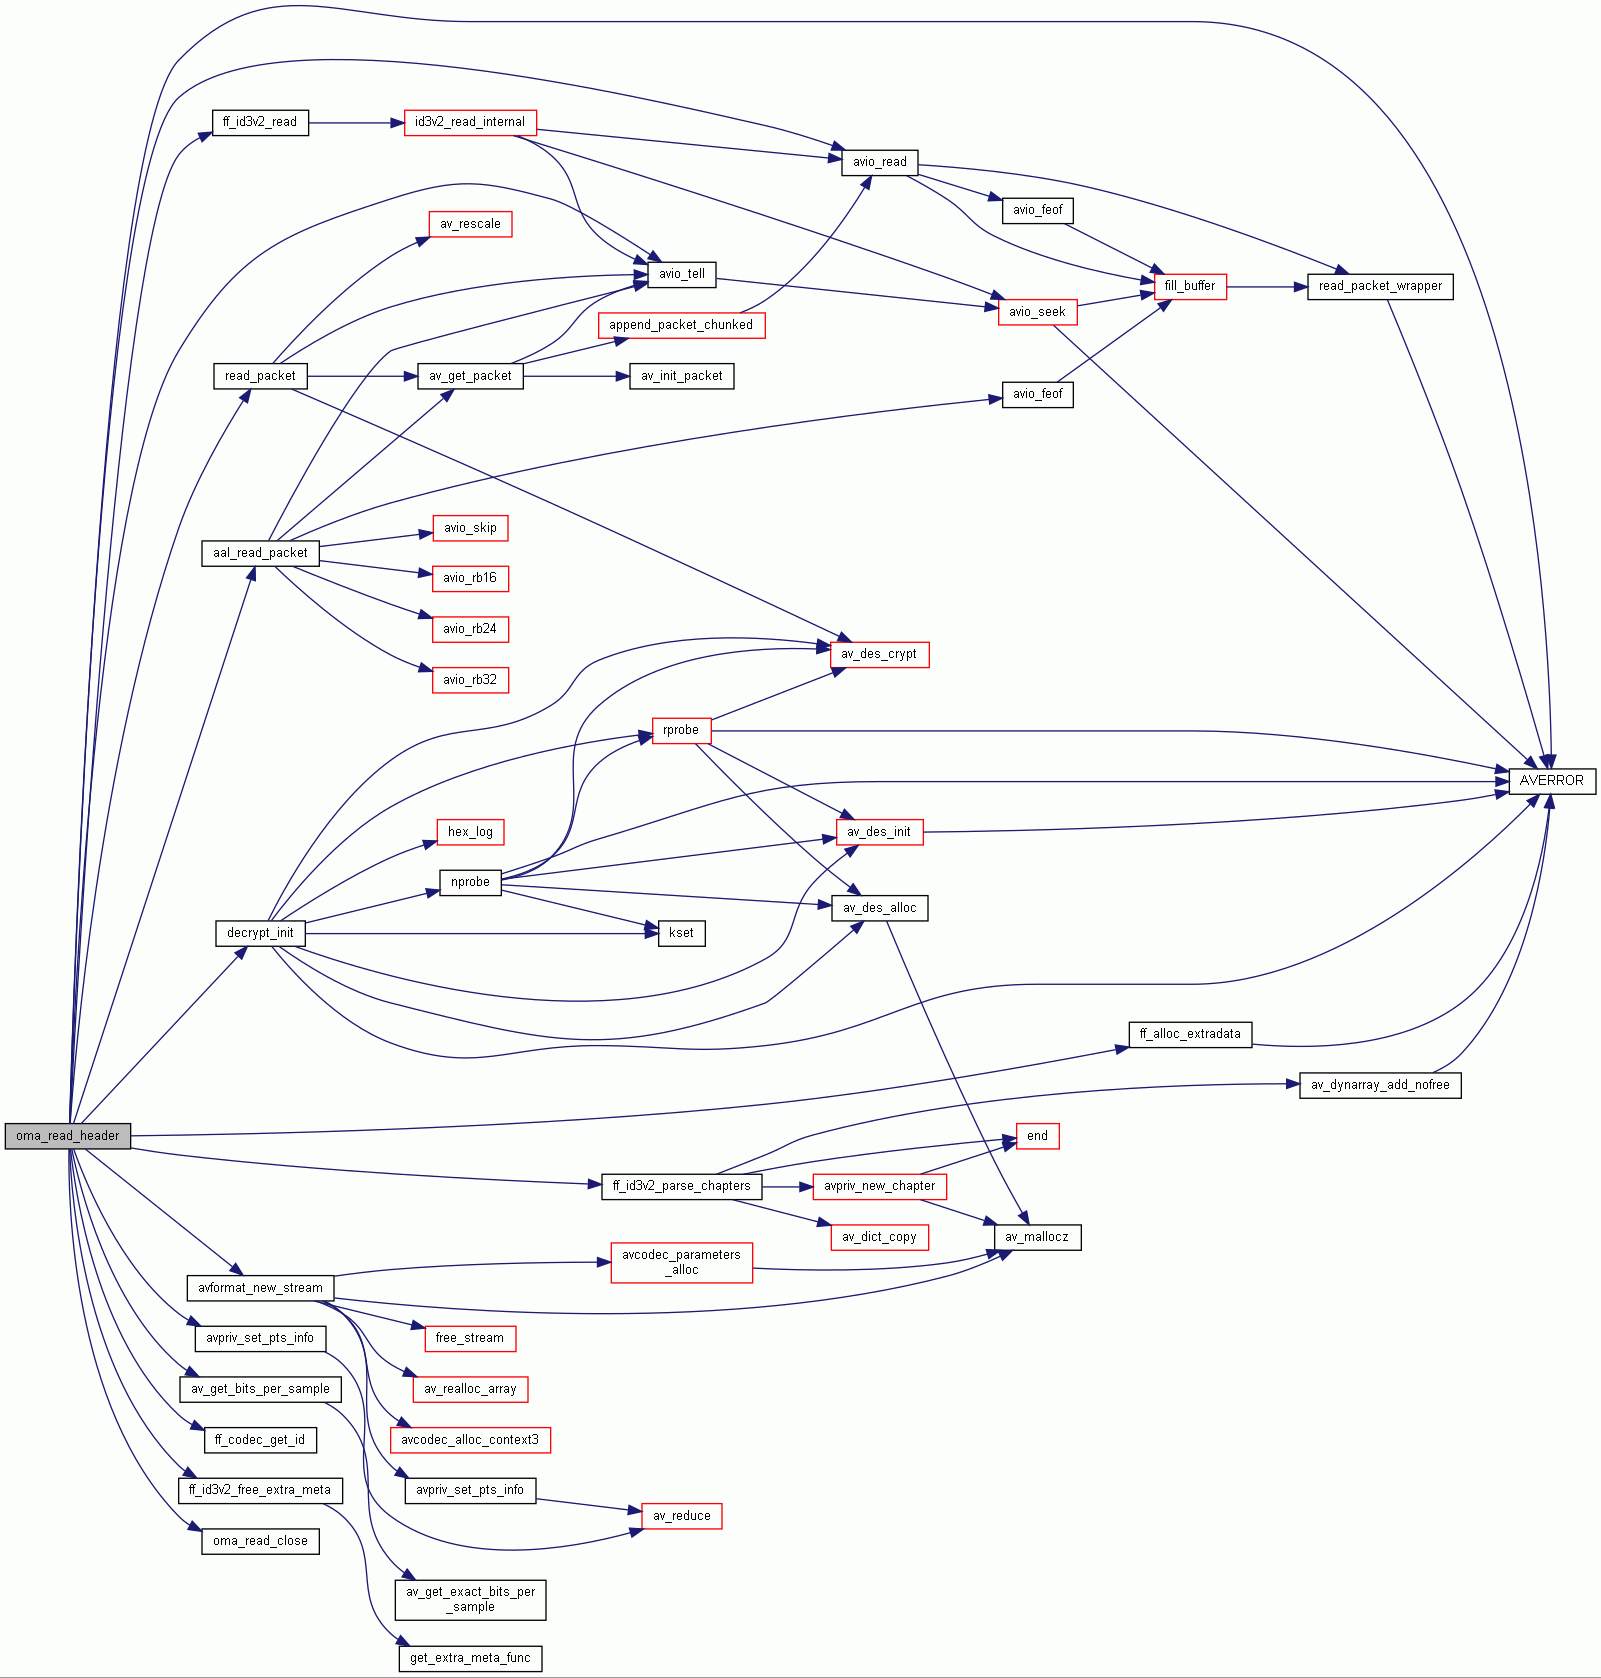 ff_id3v2_read
id3v2_read_internal
avio_read
avio_feof
av_rescale
avio_tell
fill_buffer
read_packet_wrapper
avio_seek
append_packet_chunked
read_packet
av_get_packet
av_init_packet
avio_feof
avio_skip
aal_read_packet
avio_rb16
avio_rb24
av_des_crypt
avio_rb32
rprobe
AVERROR
hex_log
av_des_init
nprobe
av_des_alloc
decrypt_init
kset
ff_alloc_extradata
av_dynarray_add_nofree
oma_read_header
end
ff_id3v2_parse_chapters
avpriv_new_chapter
av_dict_copy
av_mallocz
avcodec_parameters
_alloc
avformat_new_stream
avpriv_set_pts_info
free_stream
av_get_bits_per_sample
av_realloc_array
ff_codec_get_id
avcodec_alloc_context3
ff_id3v2_free_extra_meta
avpriv_set_pts_info
av_reduce
oma_read_close
av_get_exact_bits_per
_sample
get_extra_meta_func